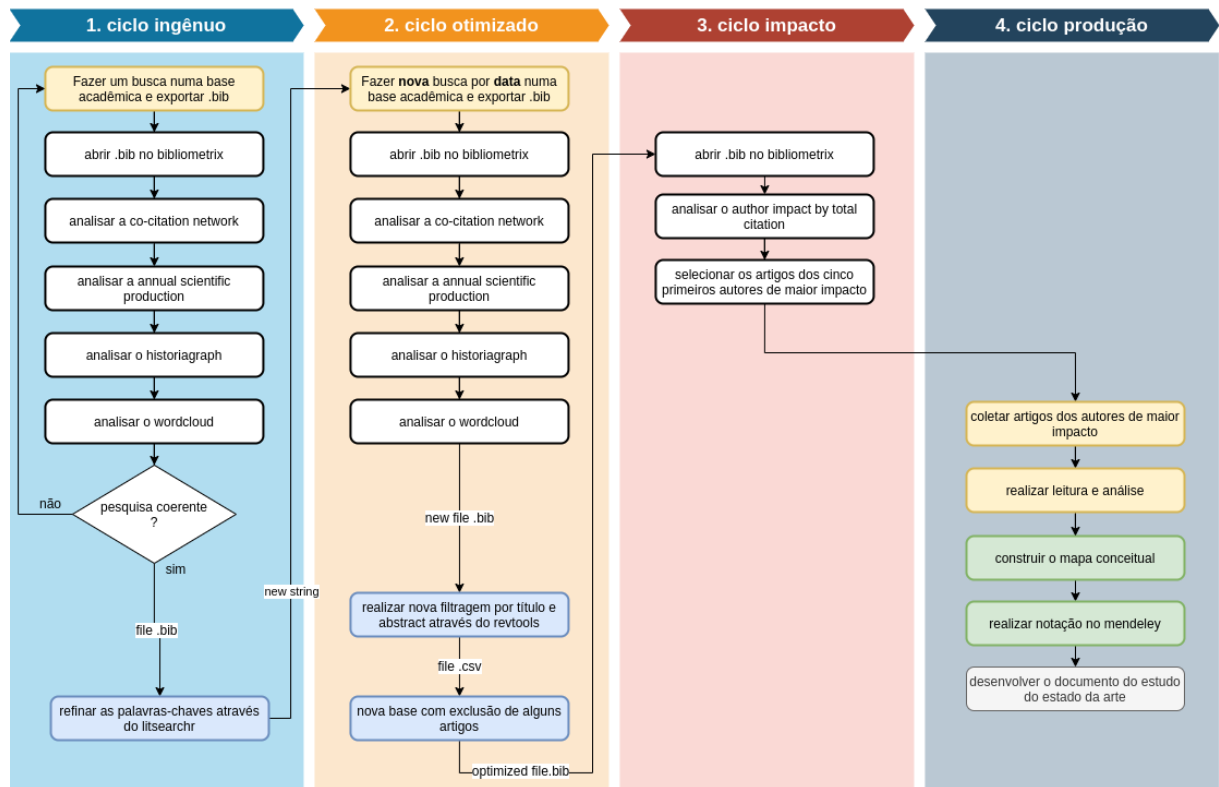 1. ciclo ingênuo
2. ciclo otimizado
3. ciclo impacto
4. ciclo produção
Fazer um busca numa base
acadêmica e exportar .bib
abrir .bib no bibliometrix
analisar a co-citation network
analisar a annual scientific
production
analisar o historiagraph
analisar o wordcloud
pesquisa coerente
?
não
sim
file .bib
refinar as palavras-chaves através
do litsearchr
new string
Fazer nova busca por data numa
base acadêmica e exportar .bib
abrir .bib no bibliometrix
analisar a co-citation network
analisar a annual scientific
production
analisar o historiagraph
analisar o wordcloud
new file .bib
realizar nova filtragem por título e
abstract através do revtools
file .csv
nova base com exclusão de alguns
artigos
optimized file.bib
abrir .bib no bibliometrix
analisar o author impact by total
citation
selecionar os artigos dos cinco
primeiros autores de maior impacto
coletar artigos dos autores de maior
impacto
realizar leitura e análise
construir o mapa conceitual
realizar notação no mendeley
desenvolver o documento do estudo
do estado da arte